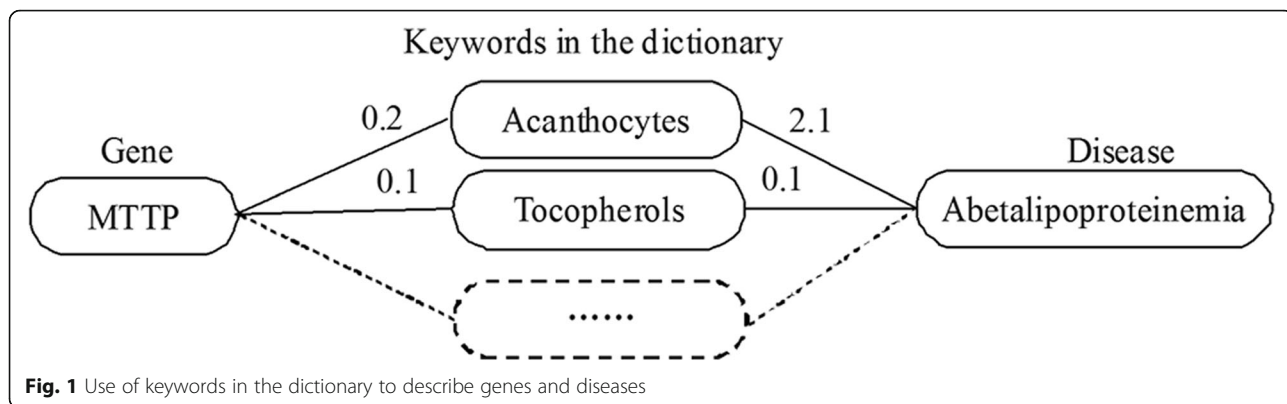 Keywords in the dictionary
0.2
Acanthocytes
2.1
Gene
Disease
0.1
0.1
MTTP
Tocopherols
Abetalipoproteinemia
......
Fig. 1 Use of keywords in the dictionary to describe genes and diseases